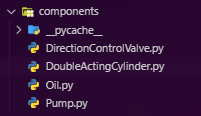 components
__pycache__
DirectionControlValve.py
DoubleActingCylinder.py
Oil.py
Pump.py